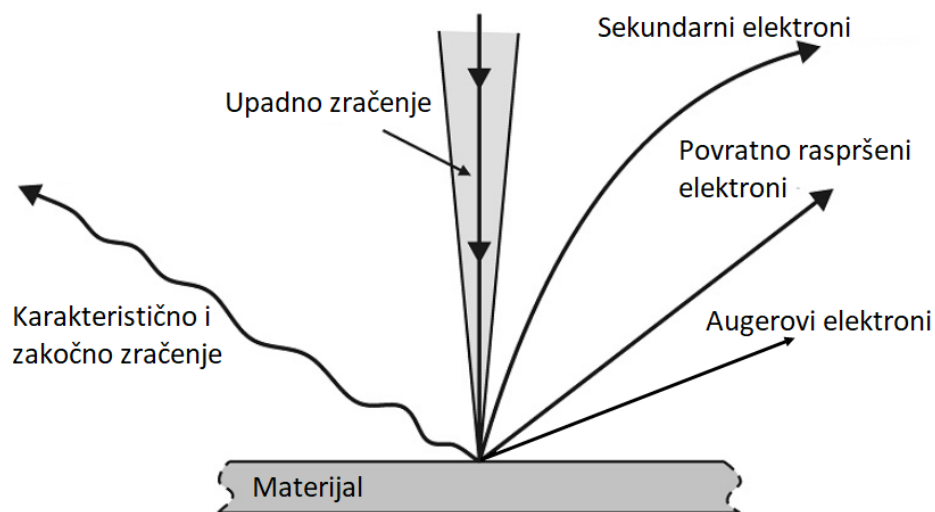 Sekundarni elektroni
Upadno zračenje
Povratno raspršeni
elektroni
Karakteristično i
zakočno zračenje
Augerovi elektroni
Materijal